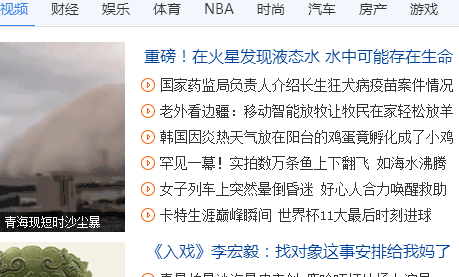 视频 财经 娱乐 体育 NBA 时尚 汽车 房产 游戏
重磅！在火星发现液态水 水中可能存在生命
国家药监局负责人介绍长生狂犬病疫苗案件情况
老外看边疆：移动智能放牧让牧民在家轻松放羊
韩国因炎热天气放在阳台的鸡蛋竟孵化成了小鸡
罕见一幕！实拍数万条鱼上下翻飞 如海水沸腾
女子列车上突然晕倒昏迷 好心人合力唤醒救助
卡特生涯巅峰瞬间 世界杯11大最后时刻进球
青海现短时沙尘暴
《入戏》李宏毅：找对象这事安排给我妈了